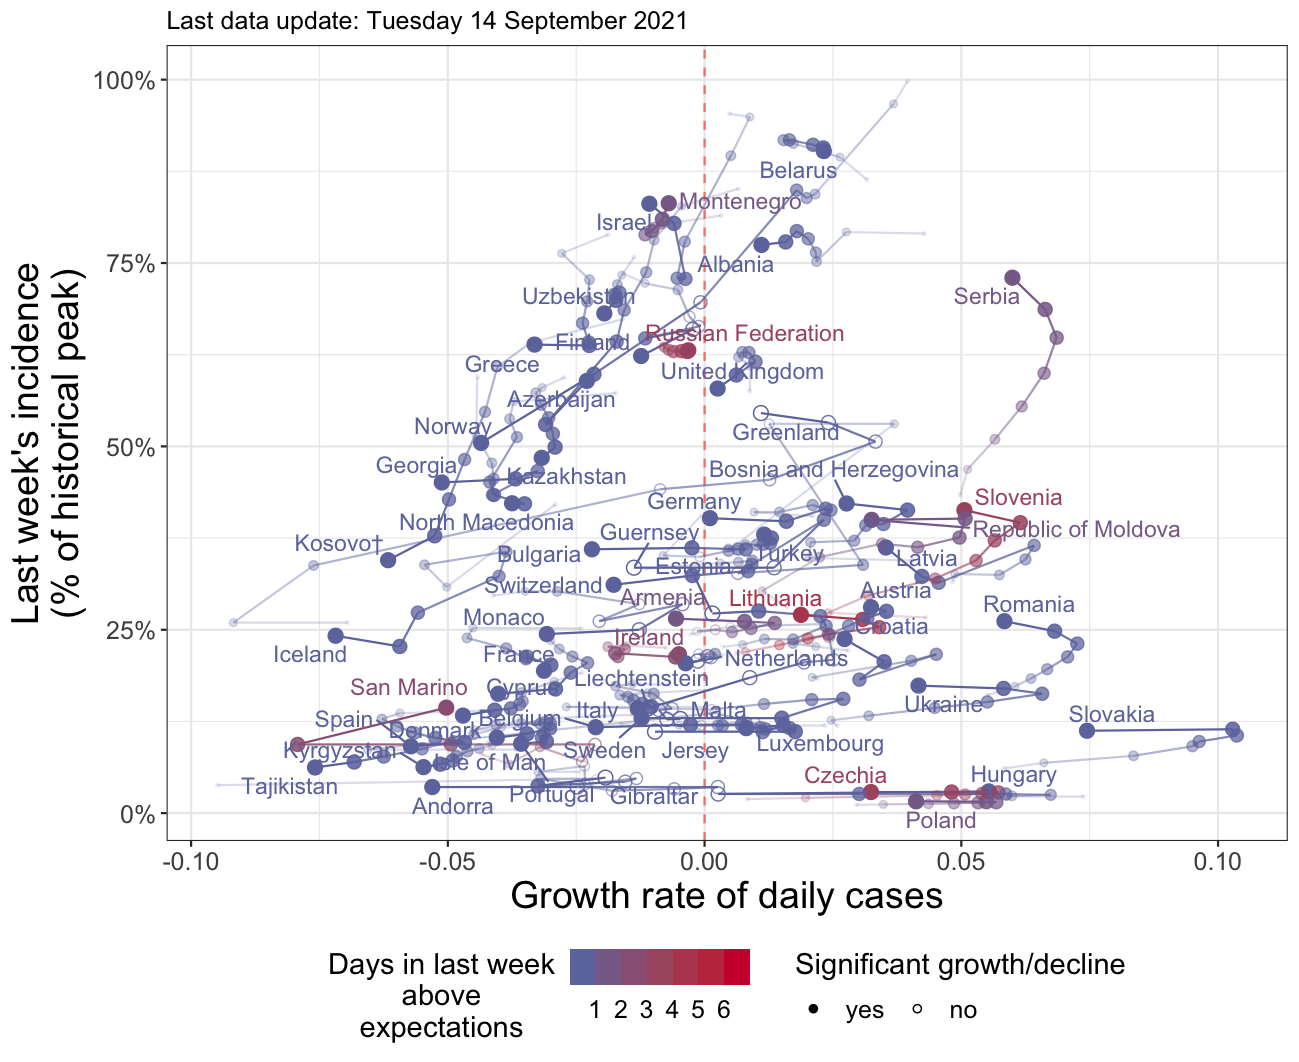 Last data update: Tuesday 14 September 2021
Last week's incidence
(% of historical peak)
100%
75%
50%
25%
0%
Belarus
Montenegro
Israel
Albania
Uzbekistan
Serbia
Russian Federation
Finland
Greece
United Kingdom
Azerbaijan
Norway
Greenland
Georgia
Kazakhstan
Bosnia and Herzegovina
Germany
Slovenia
North Macedonia
Guernsey
Republic of Moldova
Kosovo†
Bulgaria
Turkey
Estonia
Latvia
Switzerland
Armenia
Lithuania
Austria
Romania
Monaco
Croatia
Ireland
Iceland
France
Netherlands
Liechtenstein
San Marino
Cyprus
Ukraine
Spain
Denmark
Belgium
Italy
Malta
Slovakia
Kyrgyzstan
Isle of Man
Sweden
Jersey
Luxembourg
Tajikistan
Czechia
Hungary
Andorra
Portugal
Gibraltar
Poland
-0.10
-0.05
0.00
0.05
0.10
Growth rate of daily cases
Days in last week
above
expectations
1 2 3 4 5 6
Significant growth/decline
yes
no